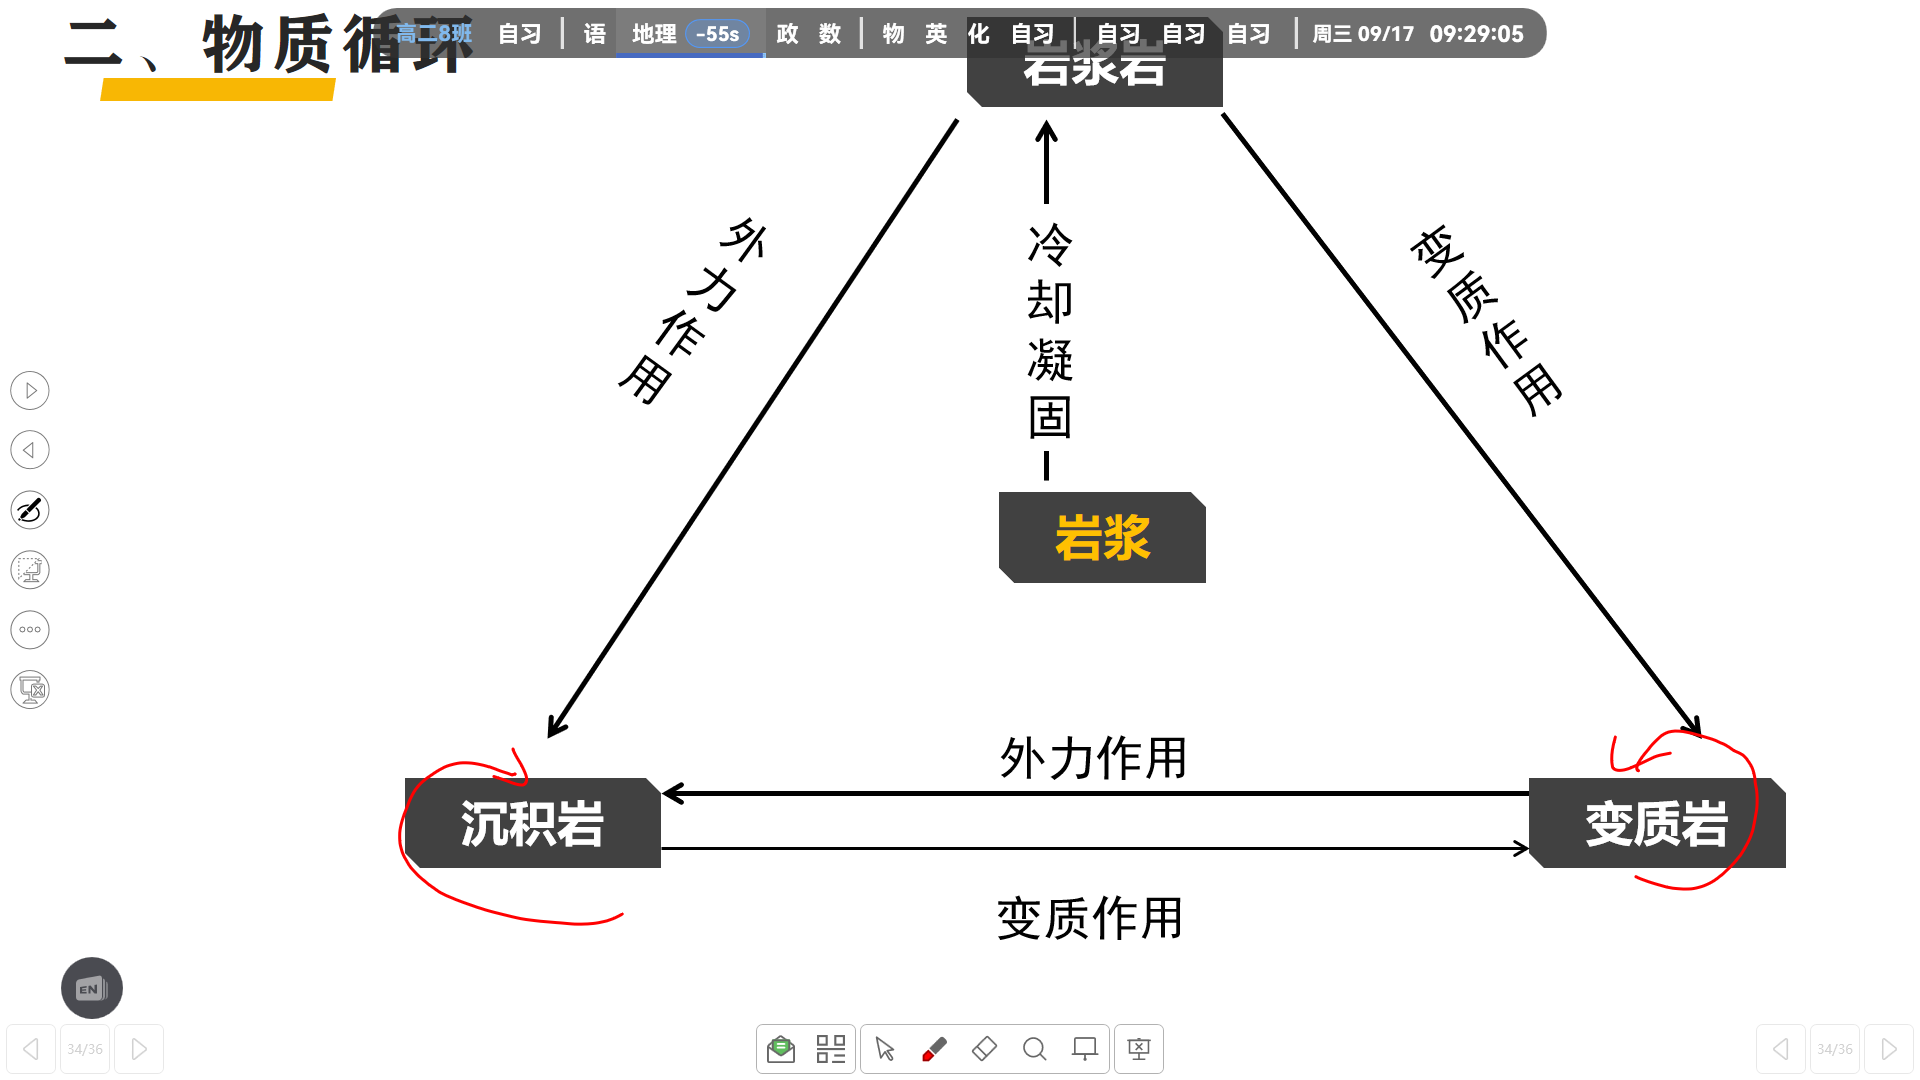 二、物质循环
高二8班 自习 语 地理 -55s 政 数 物 英 化 自习 自习 自习 自习 周三 09/17 09:29:05
岩浆岩
外力作用
冷却凝固
变质作用
岩浆
外力作用
沉积岩
变质岩
变质作用
EN
34/36
34/36